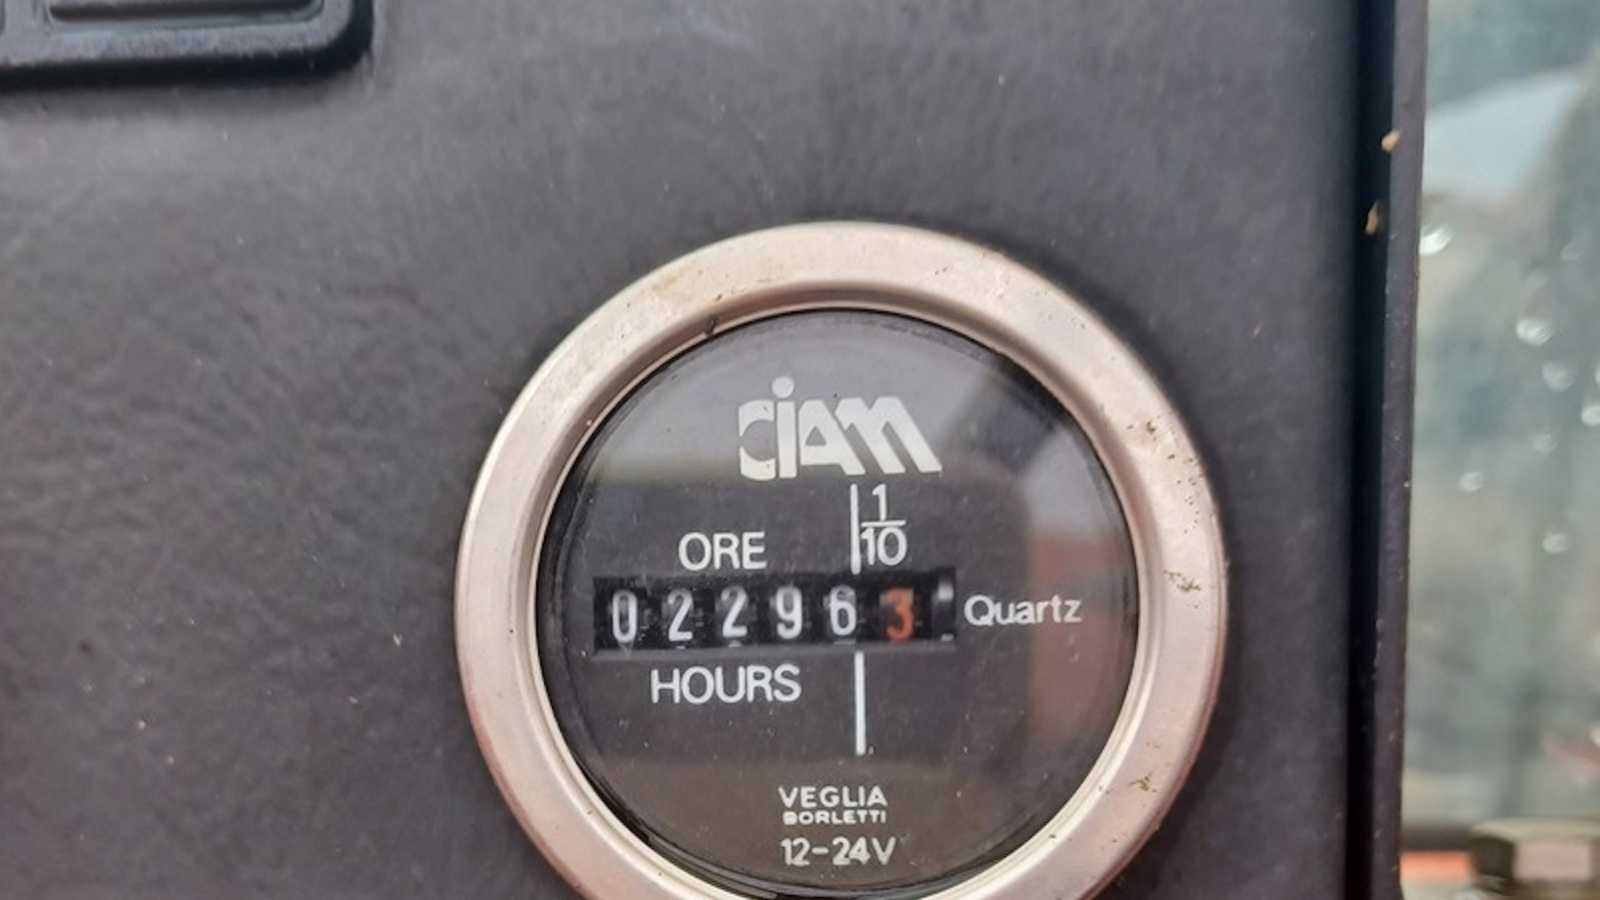 CIAM
1/10
ORE
022963 Quartz
HOURS
VEGLIA
BORLETTI
12-24V